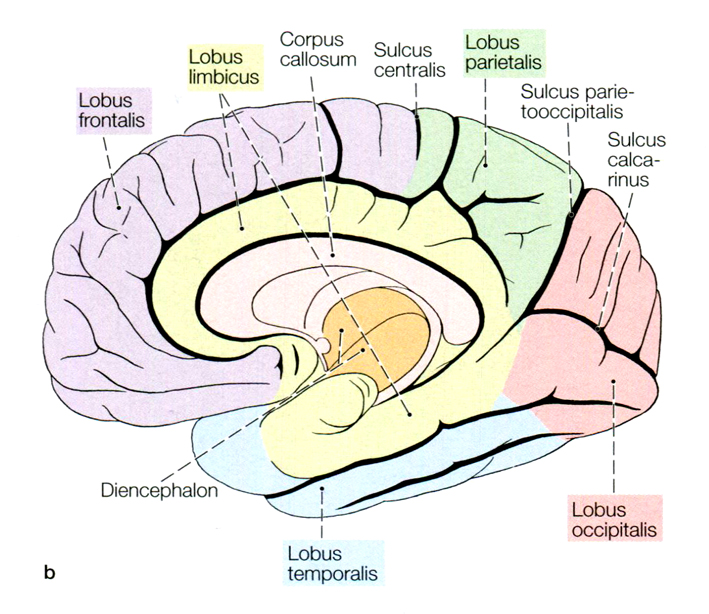 Lobus
frontalis
Lobus
limbicus
Corpus
callosum
Sulcus
centralis
Lobus
parietalis
Sulcus parie-
tooccipitalis
Sulcus
calca-
rinus
Diencephalon
Lobus
temporalis
Lobus
occipitalis
b